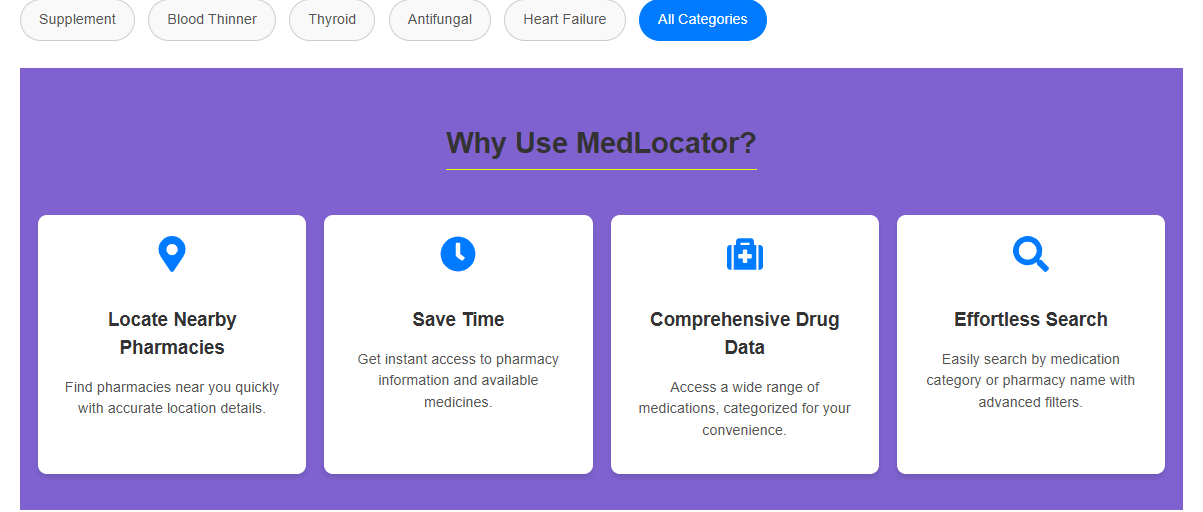 Supplement
Blood Thinner
Thyroid
Antifungal
Heart Failure
All Categories
Why Use MedLocator?
Locate Nearby
Pharmacies
Find pharmacies near you quickly
with accurate location details.
Save Time
Get instant access to pharmacy
information and available
medicines.
Comprehensive Drug
Data
Access a wide range of
medications, categorized for your
convenience.
Effortless Search
Easily search by medication
category or pharmacy name with
advanced filters.